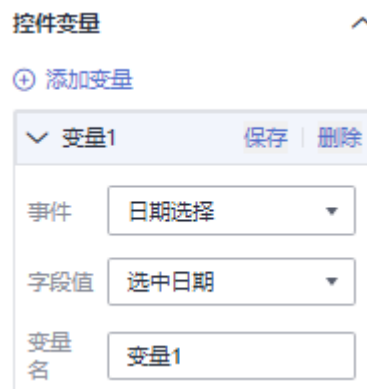 控件变量
添加变量
变量1 保存 删除
事件 日期选择
字段值 选中日期
变量
名 变量1